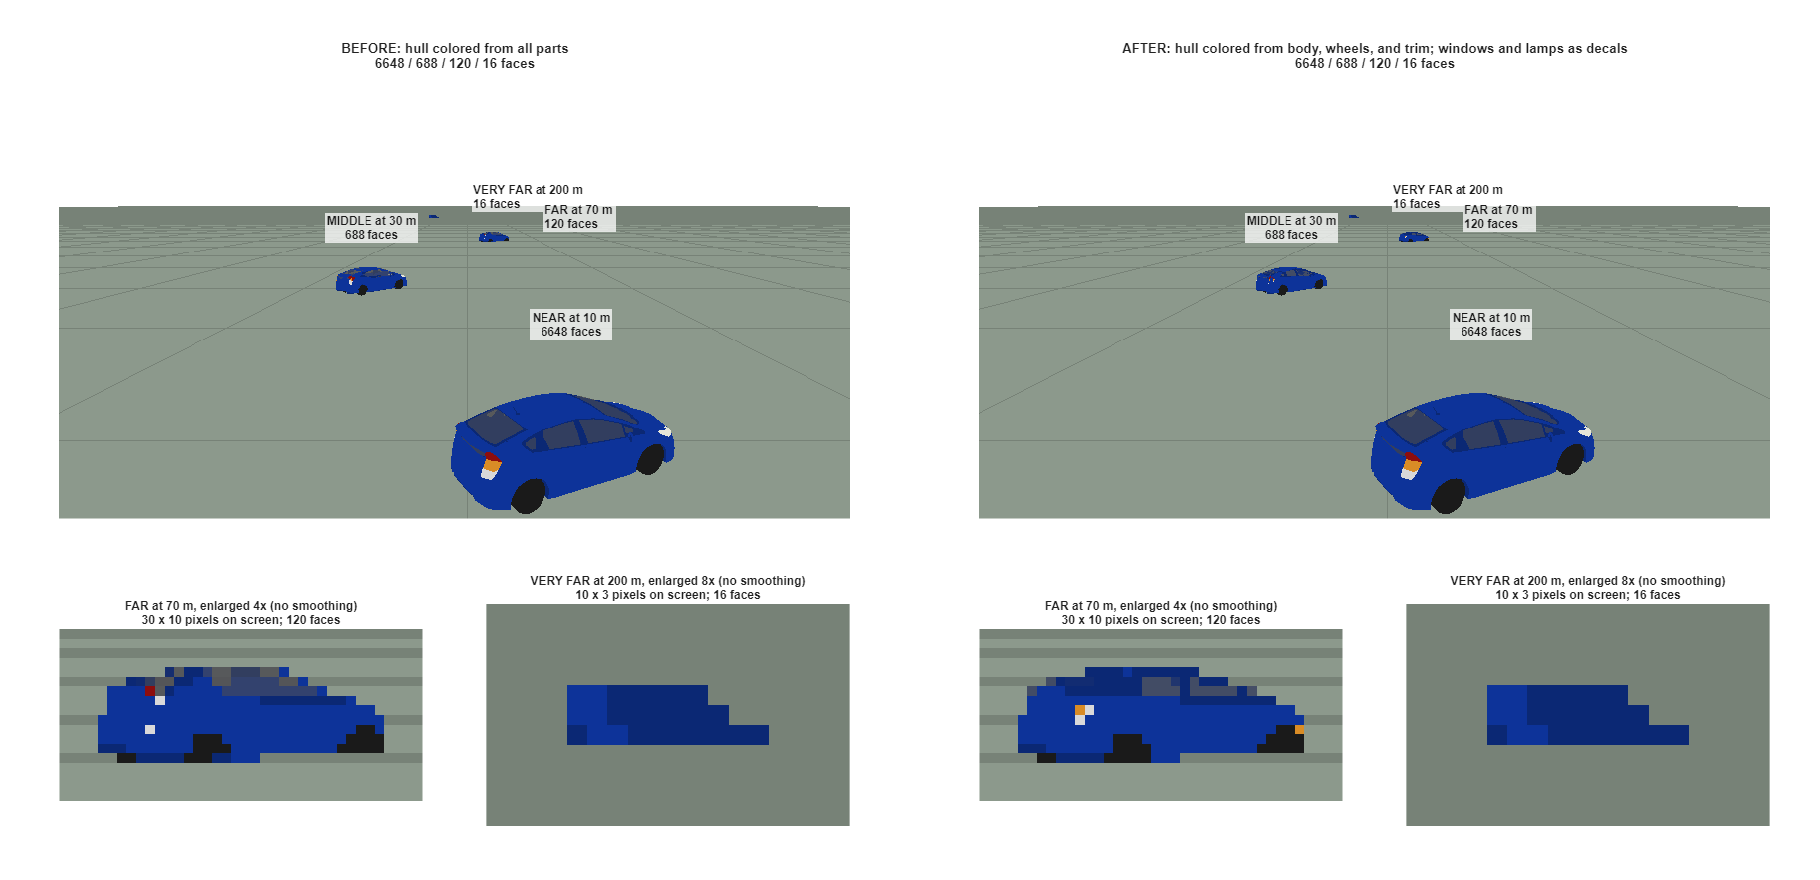 BEFORE: hull colored from all parts
6648 / 688 / 120 / 16 faces
VERY FAR at 200 m
16 faces
FAR at 70 m
120 faces
MIDDLE at 30 m
688 faces
NEAR at 10 m
6648 faces
FAR at 70 m, enlarged 4x (no smoothing)
30 x 10 pixels on screen; 120 faces
VERY FAR at 200 m, enlarged 8x (no smoothing)
10 x 3 pixels on screen; 16 faces
AFTER: hull colored from body, wheels, and trim; windows and lamps as decals
6648 / 688 / 120 / 16 faces
VERY FAR at 200 m
16 faces
FAR at 70 m
120 faces
MIDDLE at 30 m
688 faces
NEAR at 10 m
6648 faces
FAR at 70 m, enlarged 4x (no smoothing)
30 x 10 pixels on screen; 120 faces
VERY FAR at 200 m, enlarged 8x (no smoothing)
10 x 3 pixels on screen; 16 faces